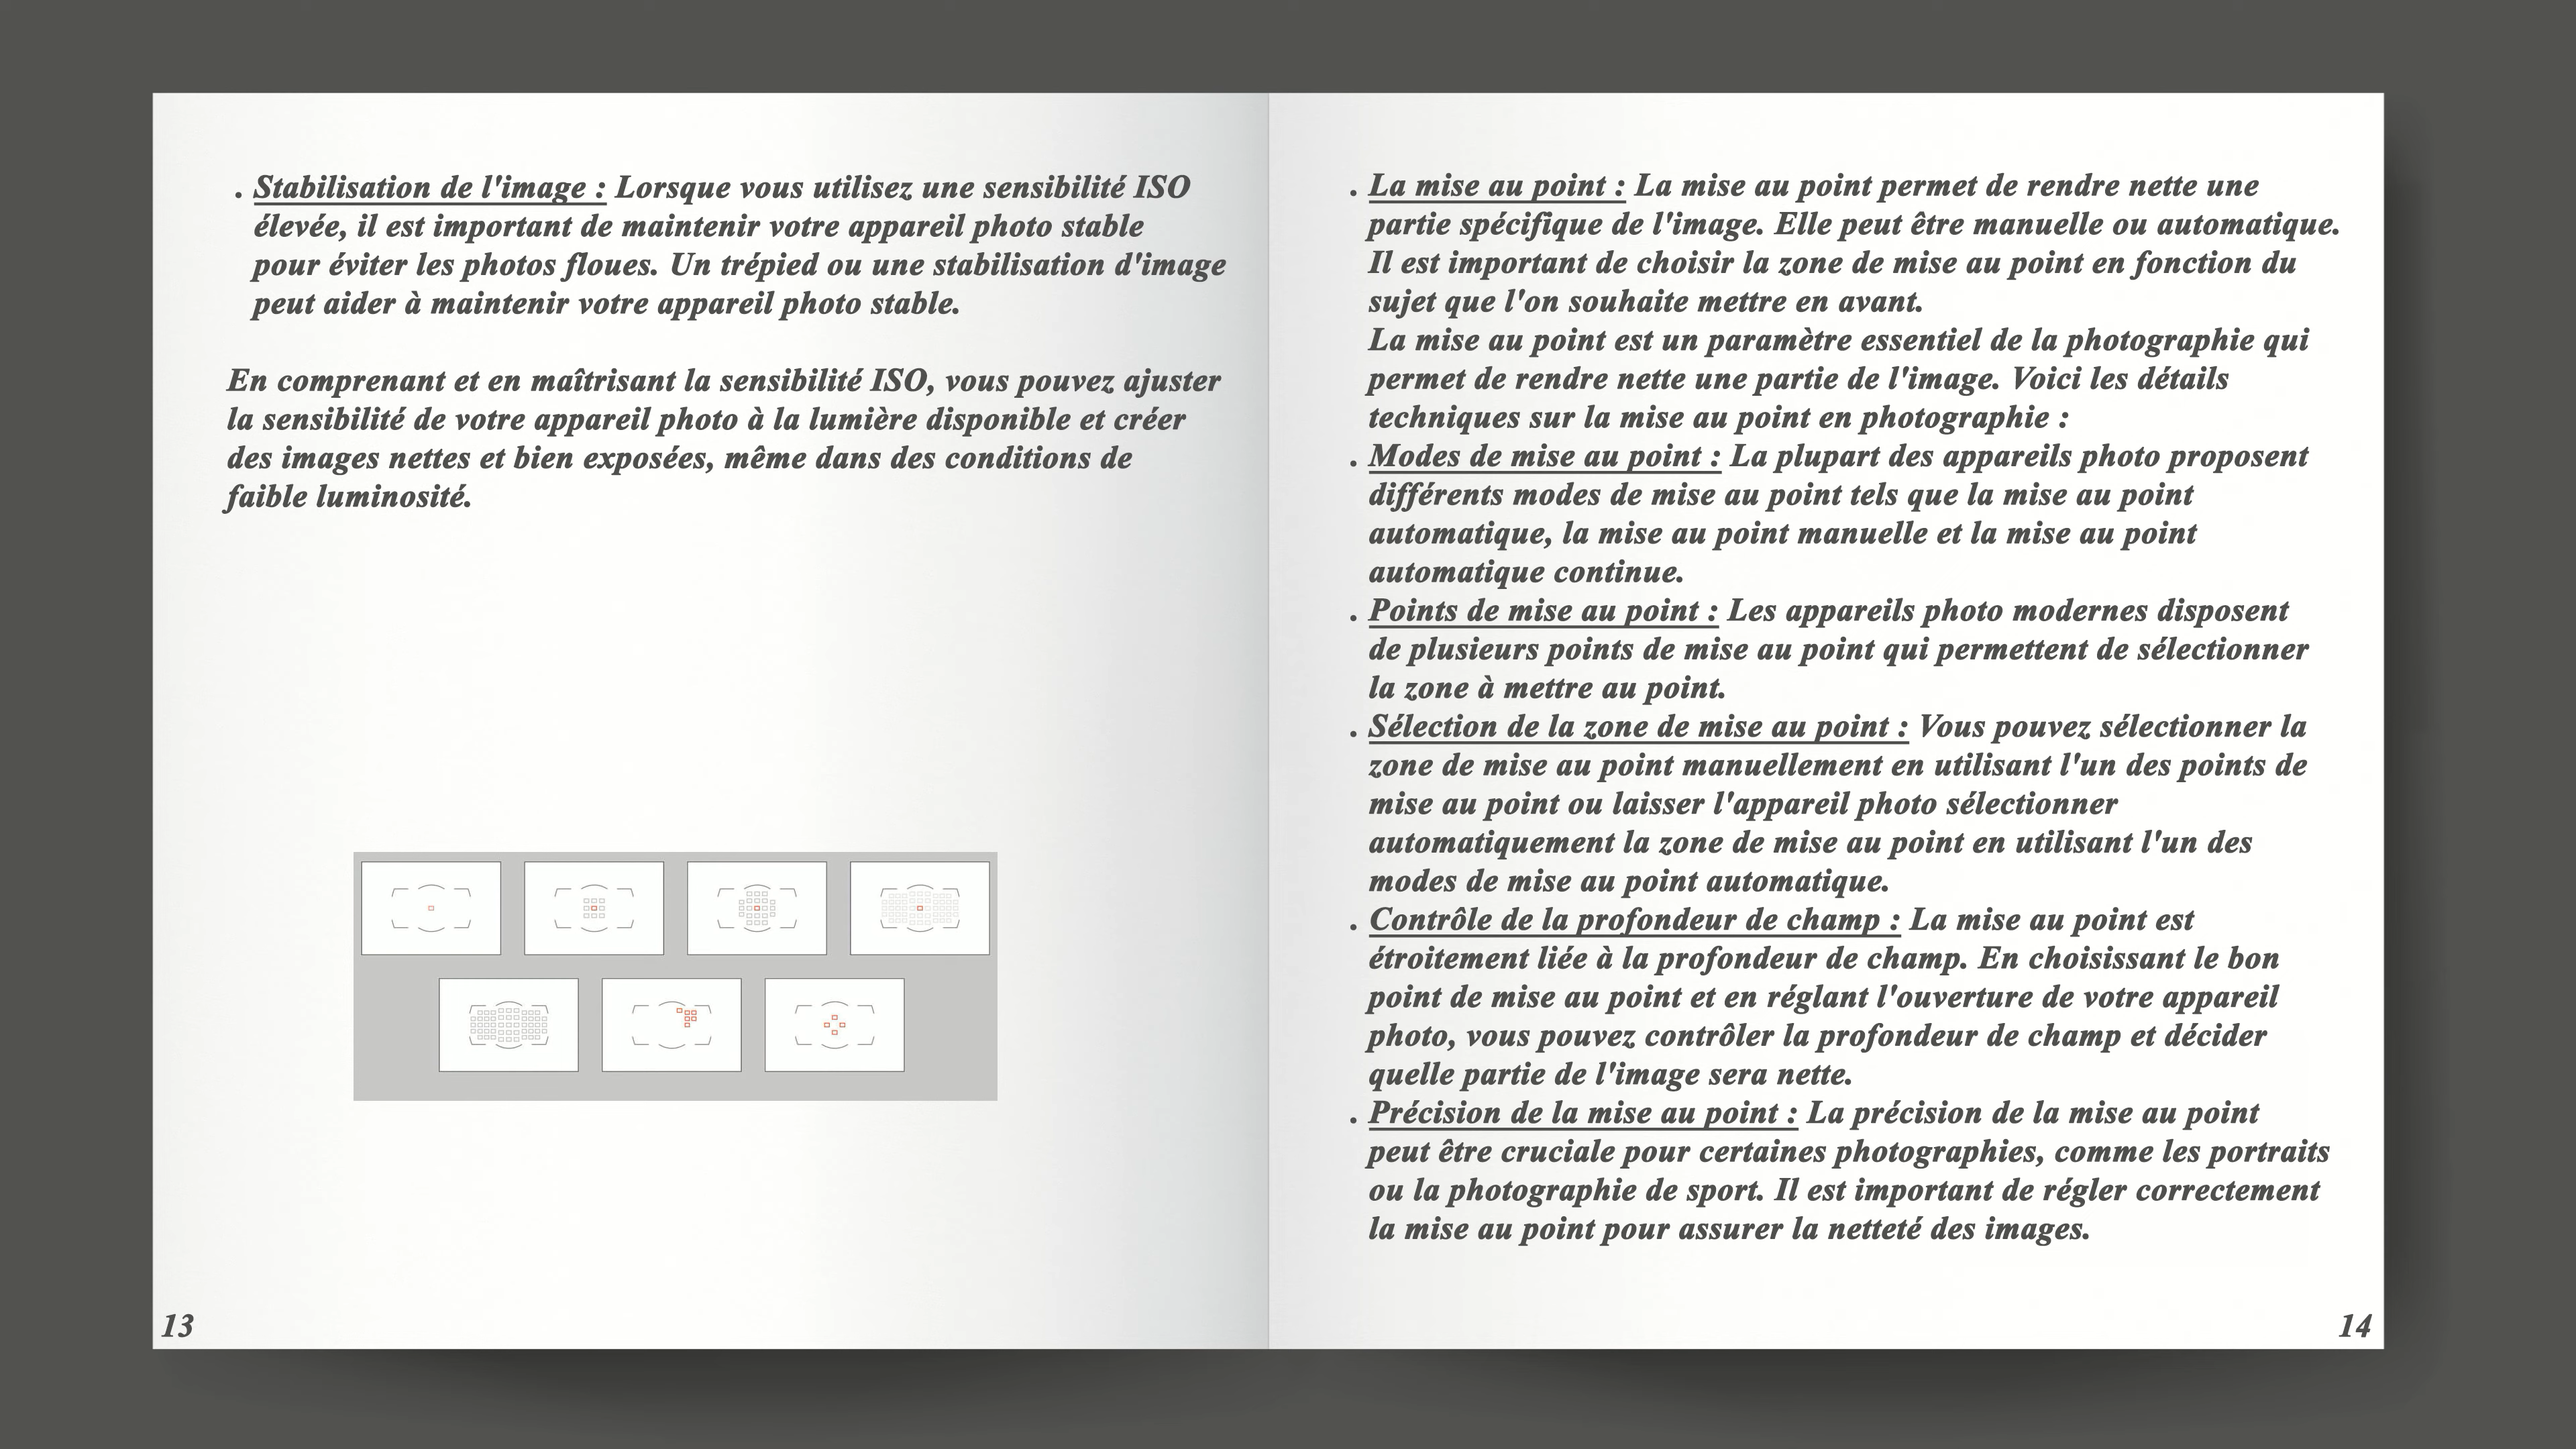 . Stabilisation de l'image : Lorsque vous utilisez une sensibilité ISO
élevée, il est important de maintenir votre appareil photo stable
pour éviter les photos floues. Un trépied ou une stabilisation d'image
peut aider à maintenir votre appareil photo stable.
En comprenant et en maîtrisant la sensibilité ISO, vous pouvez ajuster
la sensibilité de votre appareil photo à la lumière disponible et créer
des images nettes et bien exposées, même dans des conditions de
faible luminosité.
13
. La mise au point : La mise au point permet de rendre nette une
partie spécifique de l'image. Elle peut être manuelle ou automatique.
Il est important de choisir la zone de mise au point en fonction du
sujet que l'on souhaite mettre en avant.
La mise au point est un paramètre essentiel de la photographie qui
permet de rendre nette une partie de l'image. Voici les détails
techniques sur la mise au point en photographie :
. Modes de mise au point : La plupart des appareils photo proposent
différents modes de mise au point tels que la mise au point
automatique, la mise au point manuelle et la mise au point
automatique continue.
. Points de mise au point : Les appareils photo modernes disposent
de plusieurs points de mise au point qui permettent de sélectionner
la zone à mettre au point.
. Sélection de la zone de mise au point : Vous pouvez sélectionner la
zone de mise au point manuellement en utilisant l'un des points de
mise au point ou laisser l'appareil photo sélectionner
automatiquement la zone de mise au point en utilisant l'un des
modes de mise au point automatique.
. Contrôle de la profondeur de champ : La mise au point est
étroitement liée à la profondeur de champ. En choisissant le bon
point de mise au point et en réglant l'ouverture de votre appareil
photo, vous pouvez contrôler la profondeur de champ et décider
quelle partie de l'image sera nette.
. Précision de la mise au point : La précision de la mise au point
peut être cruciale pour certaines photographies, comme les portraits
ou la photographie de sport. Il est important de régler correctement
la mise au point pour assurer la netteté des images.
14